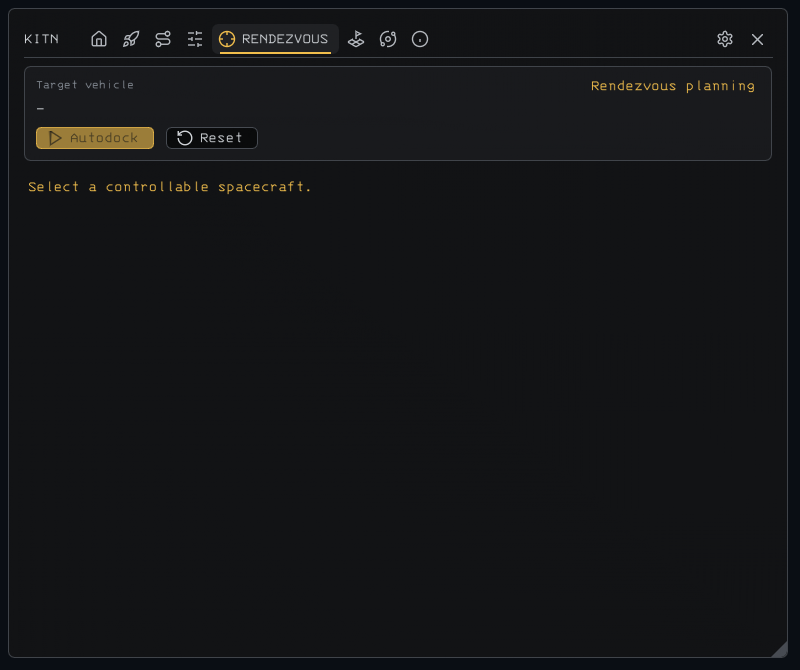 KITN RENDEZVOUS
Target vehicle Rendezvous planning
–
Autodock Reset
Select a controllable spacecraft.